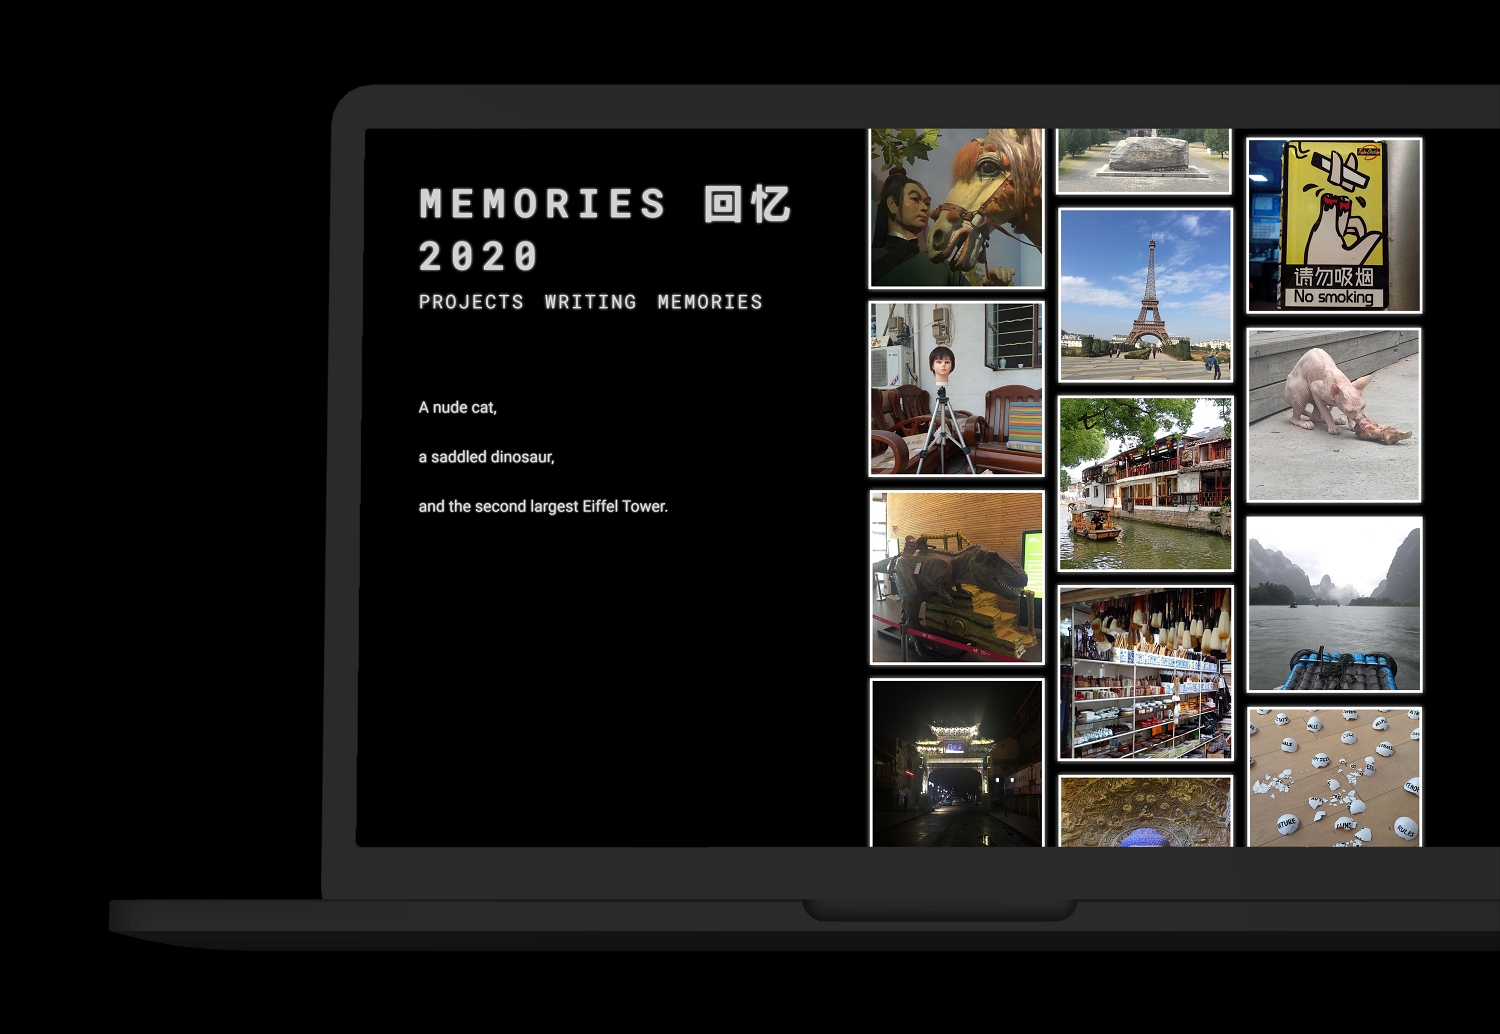 MEMORIES 回忆
2020
PROJECTS WRITING MEMORIES
A nude cat,
a saddled dinosaur,
and the second largest Eiffel Tower.
请勿吸烟
No smoking
RULES